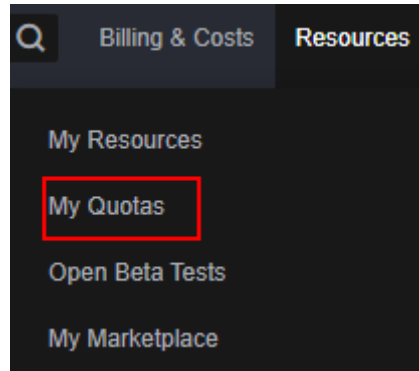 Billing & Costs Resources
My Resources
My Quotas
Open Beta Tests
My Marketplace